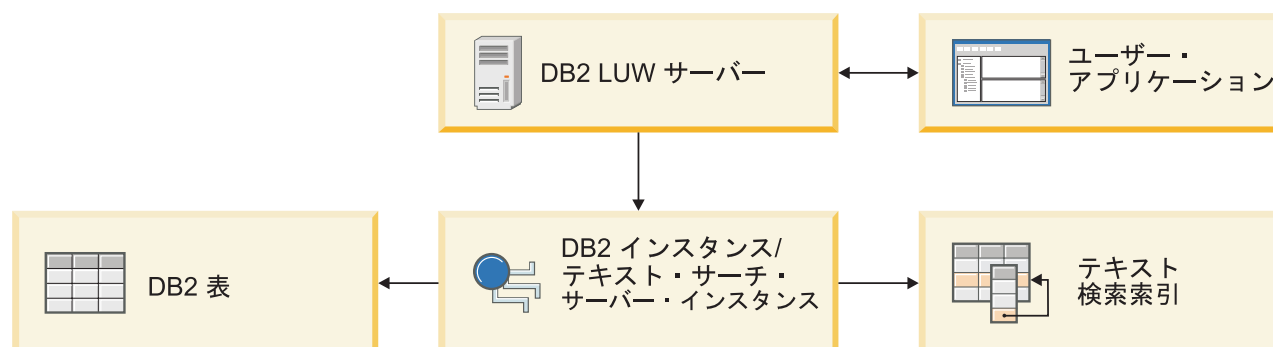 DB2 LUW サーバー
ユーザー・
アプリケーション
DB2 表
DB2 インスタンス/
テキスト・サーチ・
サーバー・インスタンス
テキスト
検索索引